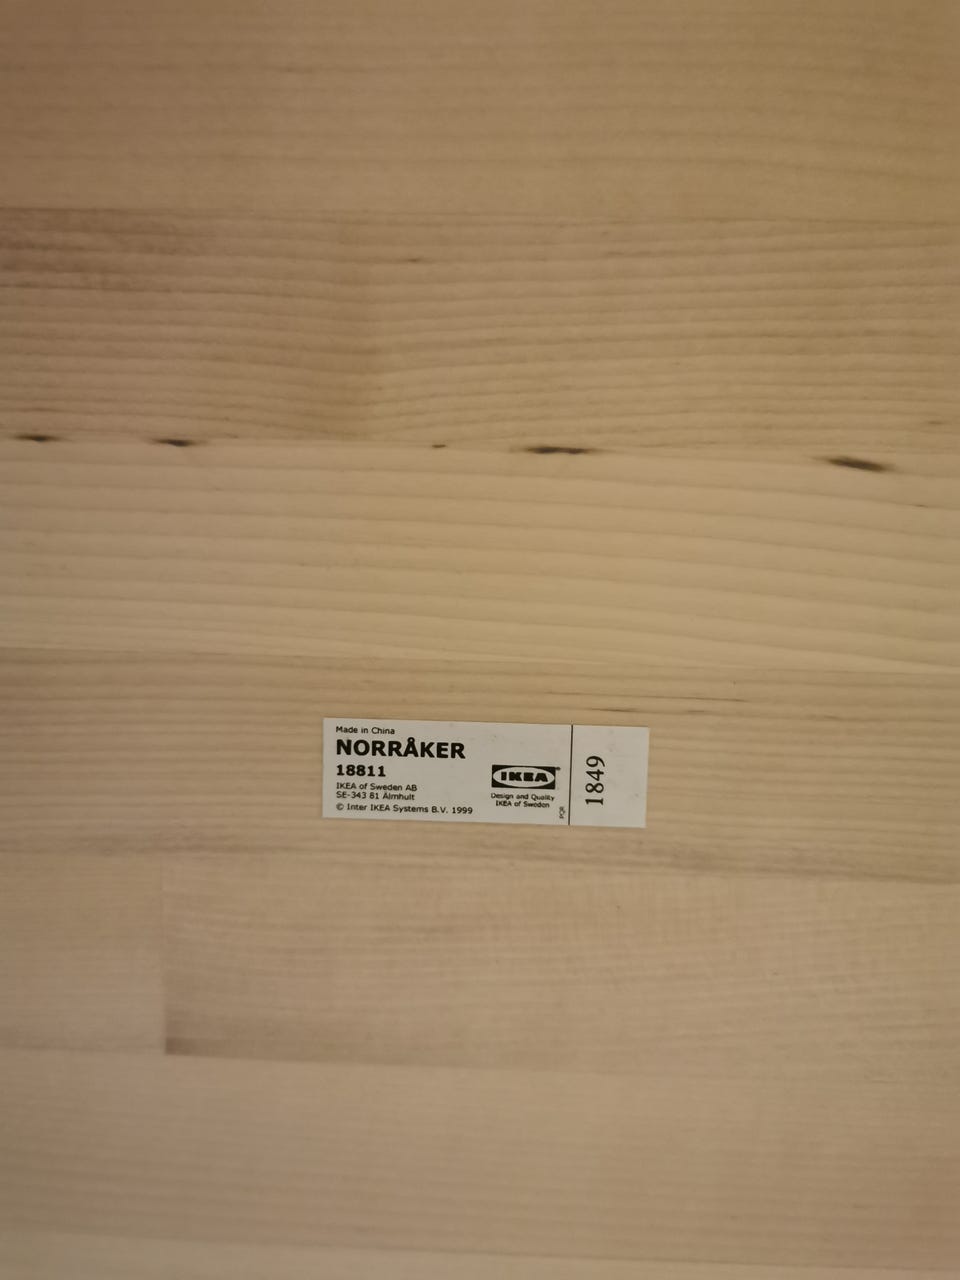 Made in China
NORRÅKER
18811
IKEA of Sweden AB
SE-343 81 Älmhult
© Inter IKEA Systems B.V. 1999
IKEA®
Design and Quality
IKEA of Sweden
PQR
1849